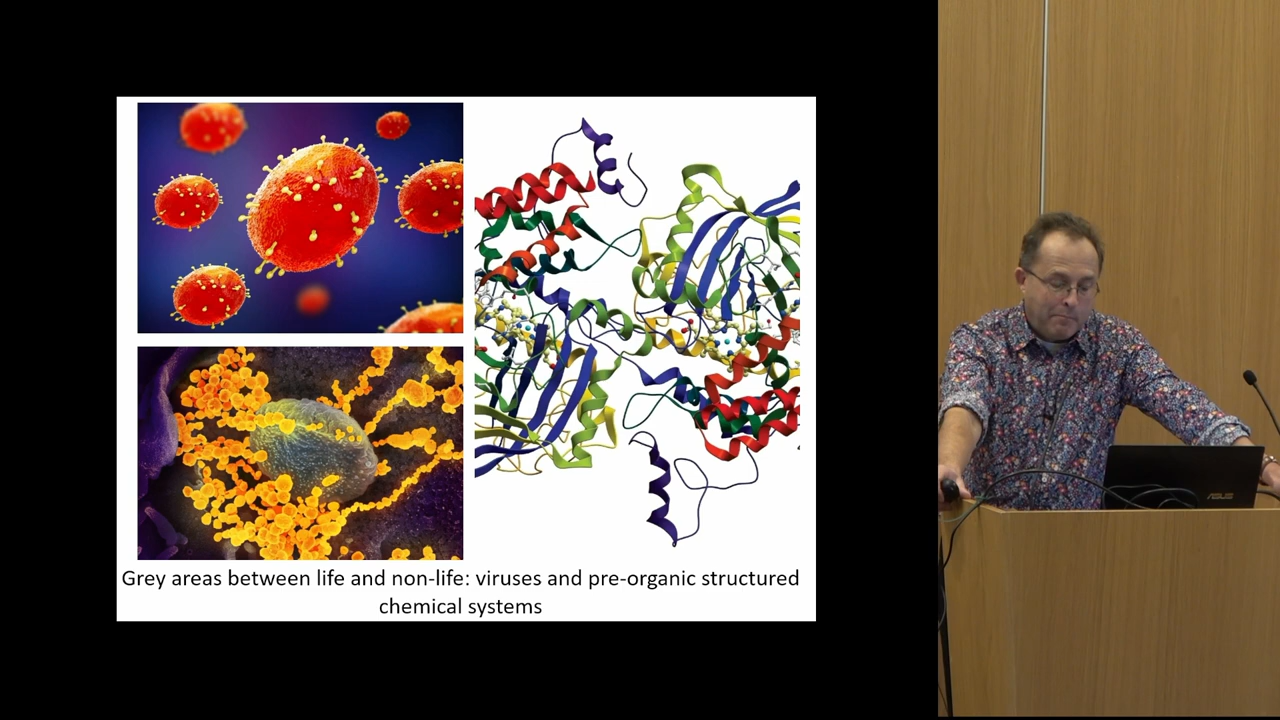 Grey areas between life and non-life: viruses and pre-organic structured
chemical systems
ASUS